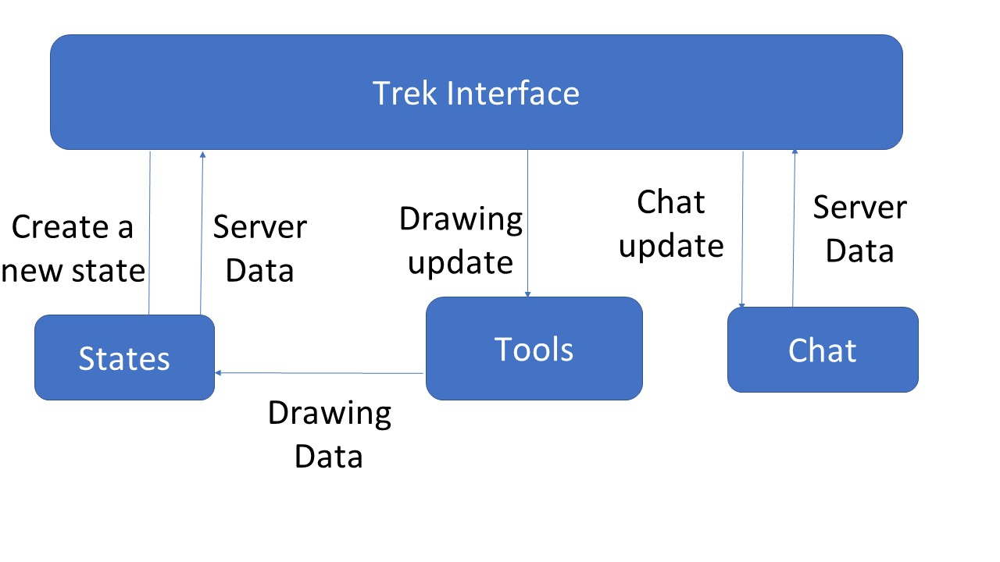 Trek Interface
Create a
new state
Server
Data
Drawing
update
Chat
update
Server
Data
States
Tools
Chat
Drawing
Data